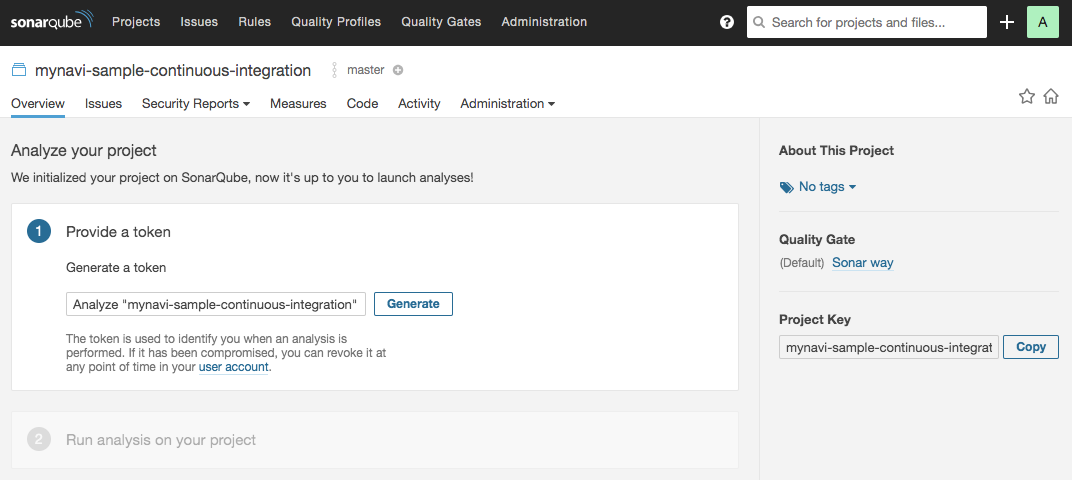 sonarqube Projects Issues Rules Quality Profiles Quality Gates Administration ? Search for projects and files... A
mynavi-sample-continuous-integration master
Overview Issues Security Reports Measures Code Activity Administration
Analyze your project
We initialized your project on SonarQube, now it's up to you to launch analyses!
1 Provide a token
Generate a token
Analyze "mynavi-sample-continuous-integration" Generate
The token is used to identify you when an analysis is
performed. If it has been compromised, you can revoke it at
any point of time in your user account.
2 Run analysis on your project
About This Project
No tags
Quality Gate
(Default) Sonar way
Project Key
mynavi-sample-continuous-integrat Copy